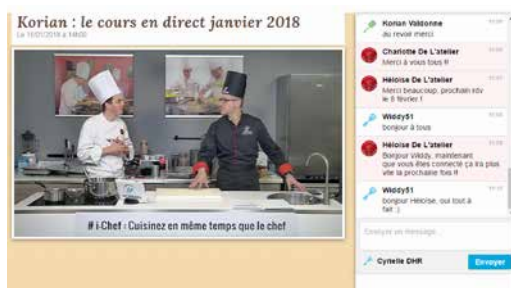 Korian : le cours en direct janvier 2018
Le 16/01/2018 à 14h00
# i-Chef : Cuisinez en même temps que le chef
Korian Valdonne
au revoir merci
Charlotte De L'atelier
Merci à vous tous !!
Héloïse De L'atelier
Merci beaucoup, prochain rdv
le 8 février !
Widdy51
bonjour à tous
Héloïse De L'atelier
Bonjour Widdy, maintenant
que vous êtes connecté ça ira plus
vite la prochaine fois !!
Widdy51
bonjour Héloïse, oui tout à
fait :)
Envoyer un message...
Cyrielle DHR
Envoyer